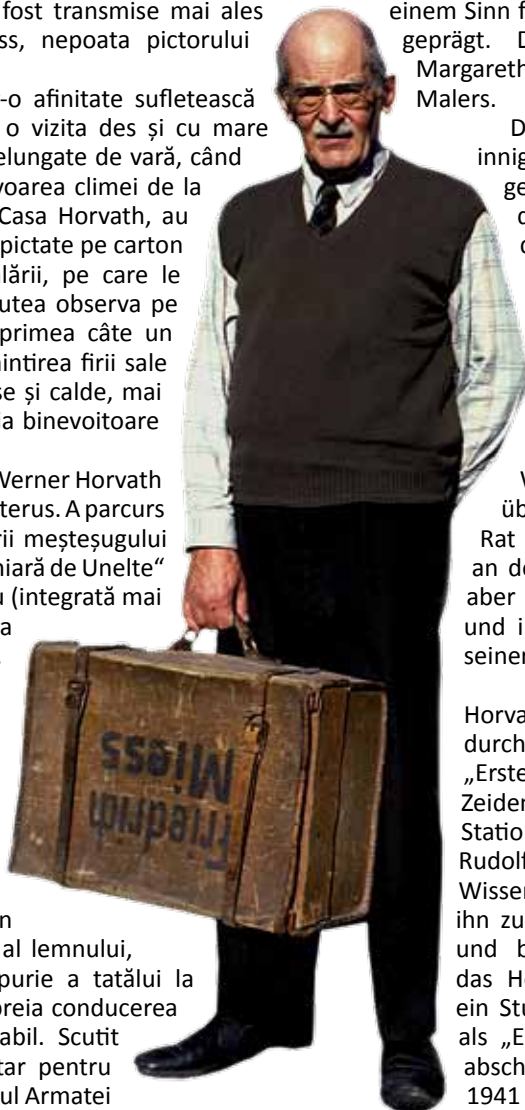 fost transmise mai ales
ss, nepoata pictorului
-o afinitate sufletească
o vizita des și cu mare
elungate de vară, când
voarea climei de la
Casa Horvath, au
pictate pe carton
lării, pe care le
utea observa pe
primea câte un
mintirea firii sale
se și calde, mai
ia binevoitoare
Werner Horvath
terus. A parcurs
rii meșteșugului
niară de Unelte“
u (integrată mai
a
n
al lemnului,
purie a tatălui la
preia conducerea
abil. Scutit
tar pentru
ul Armatei
Friedrich
Miess
einem Sinn f
geprägt. D
Margareth
Malers.
D
innig
ge
V
üb
Rat
an de
aber
und i
seiner
Horva
durch
„Erste
Zeiden
Statio
Rudolf
Wisser
ihn zu
und b
das He
ein Stu
als „E
absch
1941